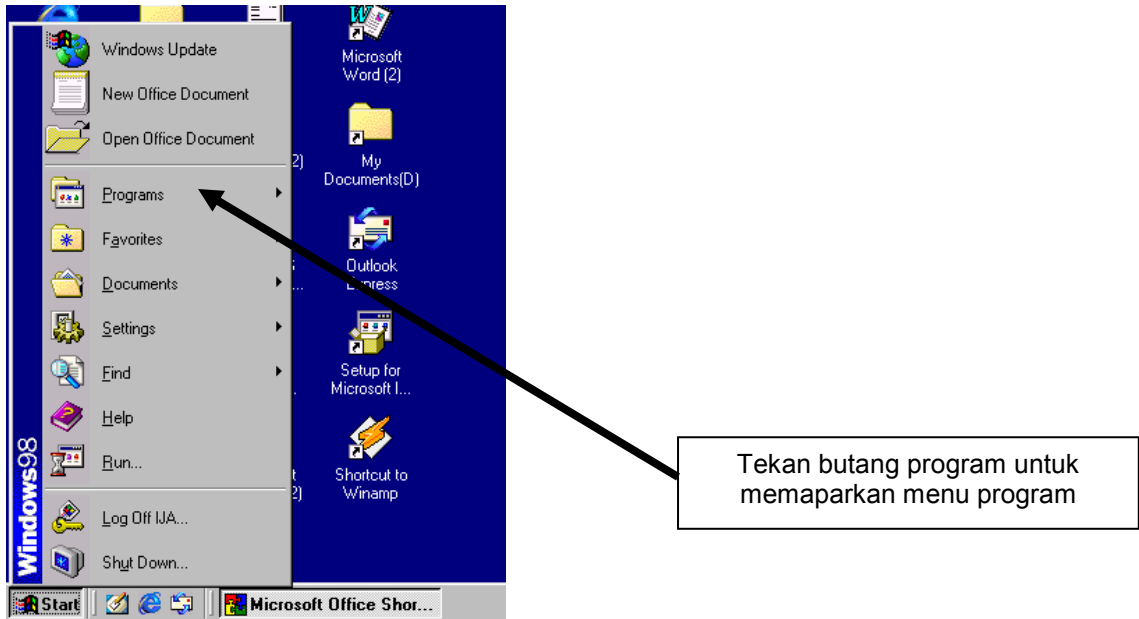 Windows Update
New Office Document
Open Office Document
Programs
Favorites
Documents
Settings
Find
Help
Run...
Log Off IJA...
Shut Down...
Windows98
2)
...
2)
Microsoft
Word (2)
My
Documents(D)
Outlook
Express
Setup for
Microsoft I...
Shortcut to
Winamp
Start
Microsoft Office Shor...
Tekan butang program untuk
memaparkan menu program